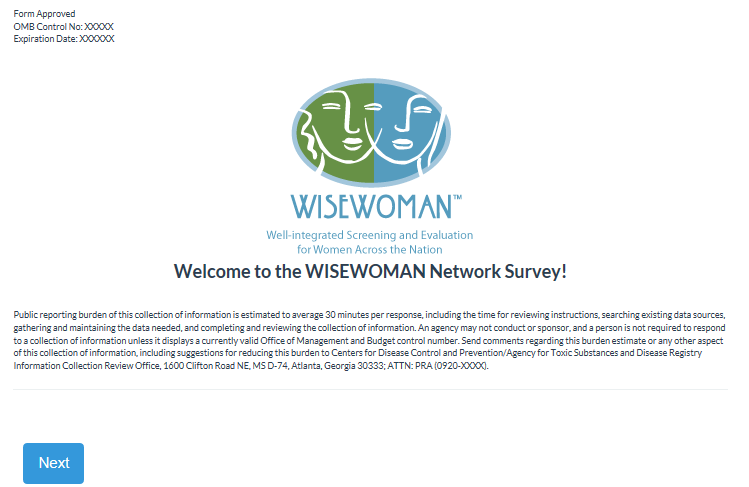 Form Approved
OMB Control No: XXXXX
Expiration Date: XXXXXX
WISEWOMAN™
Well-integrated Screening and Evaluation
for Women Across the Nation
Welcome to the WISEWOMAN Network Survey!
Public reporting burden of this collection of information is estimated to average 30 minutes per response, including the time for reviewing instructions, searching existing data sources,
gathering and maintaining the data needed, and completing and reviewing the collection of information. An agency may not conduct or sponsor, and a person is not required to respond
to a collection of information unless it displays a currently valid Office of Management and Budget control number. Send comments regarding this burden estimate or any other aspect
of this collection of information, including suggestions for reducing this burden to Centers for Disease Control and Prevention/Agency for Toxic Substances and Disease Registry
Information Collection Review Office, 1600 Clifton Road NE, MS D-74, Atlanta, Georgia 30333; ATTN: PRA (0920-XXXX).
Next